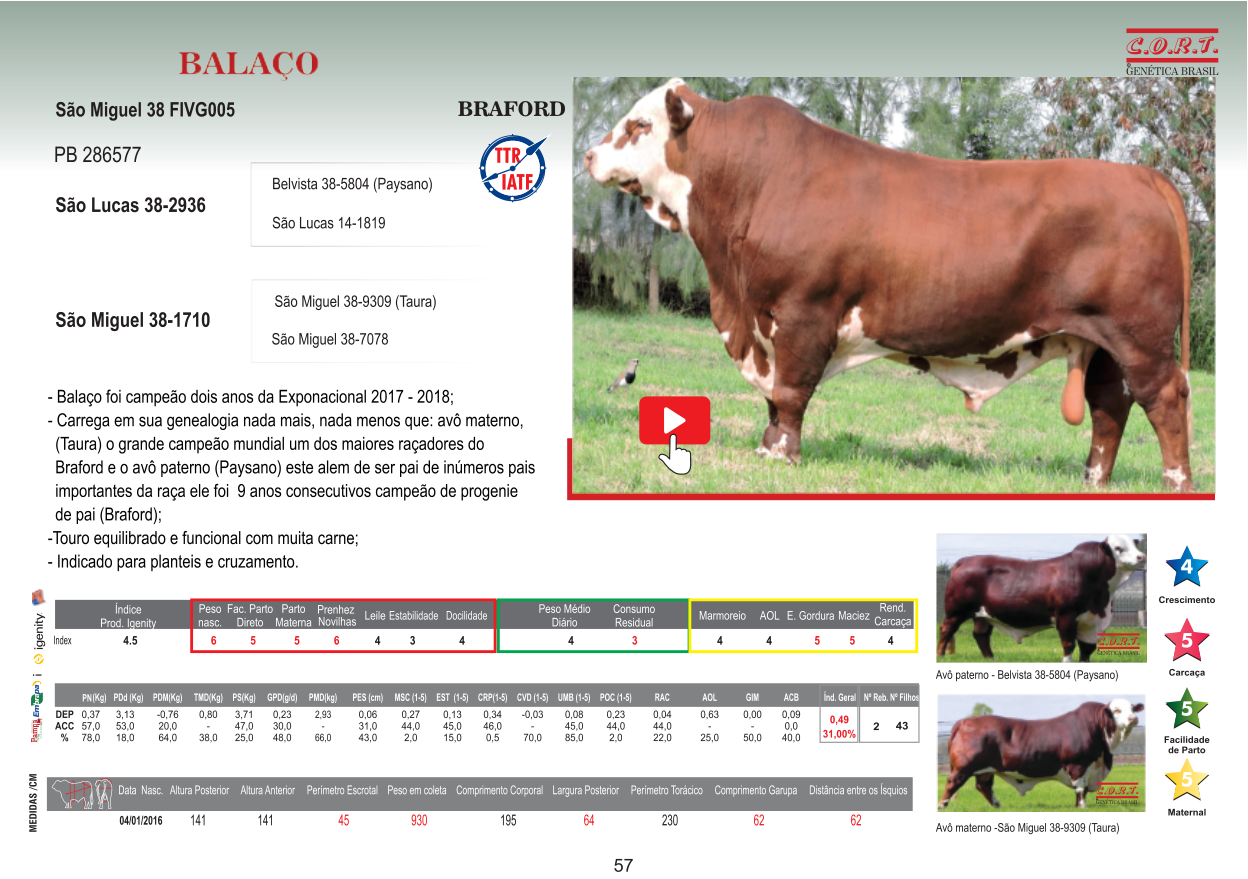 BALAÇO
C.O.R.T.
GENÉTICA BRASIL
São Miguel 38 FIVG005
BRAFORD
PB 286577
TTR
IATF
Belvista 38-5804 (Paysano)
São Lucas 38-2936
São Lucas 14-1819
São Miguel 38-9309 (Taura)
São Miguel 38-1710
São Miguel 38-7078
- Balaço foi campeão dois anos da Exponacional 2017 - 2018;
- Carrega em sua genealogia nada mais, nada menos que: avô materno,
(Taura) o grande campeão mundial um dos maiores raçadores do
Braford e o avô paterno (Paysano) este alem de ser pai de inúmeros pais
importantes da raça ele foi 9 anos consecutivos campeão de progenie
de pai (Braford);
-Touro equilibrado e funcional com muita carne;
- Indicado para planteis e cruzamento.
igenity
Índice Prod. Igenity Peso nasc. Fac. Parto Direto Parto Materna Prenhez Novilhas Leile Estabilidade Docilidade Peso Médio Diário Consumo Residual Marmoreio AOL E. Gordura Maciez Rend. Carcaça
Index 4.5 6 5 5 6 4 3 4 4 3 4 4 5 5 4
Pampa Embrapa
PN(Kg) PDd (Kg) PDM(Kg) TMD(Kg) PS(Kg) GPD(g/d) PMD(kg) PES (cm) MSC (1-5) EST (1-5) CRP(1-5) CVD (1-5) UMB (1-5) POC (1-5) RAC AOL GIM ACB Índ. Geral Nº Reb. Nº Filhos
DEP 0,37 3,13 -0,76 0,80 3,71 0,23 2,93 0,06 0,27 0,13 0,34 -0,03 0,08 0,23 0,04 0,63 0,00 0,09
ACC 57,0 53,0 20,0 - 47,0 30,0 - 31,0 44,0 45,0 46,0 - 45,0 44,0 44,0 - - 0,0
% 78,0 18,0 64,0 38,0 25,0 48,0 66,0 43,0 2,0 15,0 0,5 70,0 85,0 2,0 22,0 25,0 50,0 40,0
0,49
31,00%
2 43
MEDIDAS /CM
Data Nasc. Altura Posterior Altura Anterior Perímetro Escrotal Peso em coleta Comprimento Corporal Largura Posterior Perímetro Torácico Comprimento Garupa Distância entre os Ísquios
04/01/2016 141 141 45 930 195 64 230 62 62
C.O.R.T.
GENÉTICA BRASIL
Avô paterno - Belvista 38-5804 (Paysano)
C.O.R.T.
GENÉTICA BRASIL
Avô materno -São Miguel 38-9309 (Taura)
4
Crescimento
5
Carcaça
5
Facilidade
de Parto
5
Maternal
57